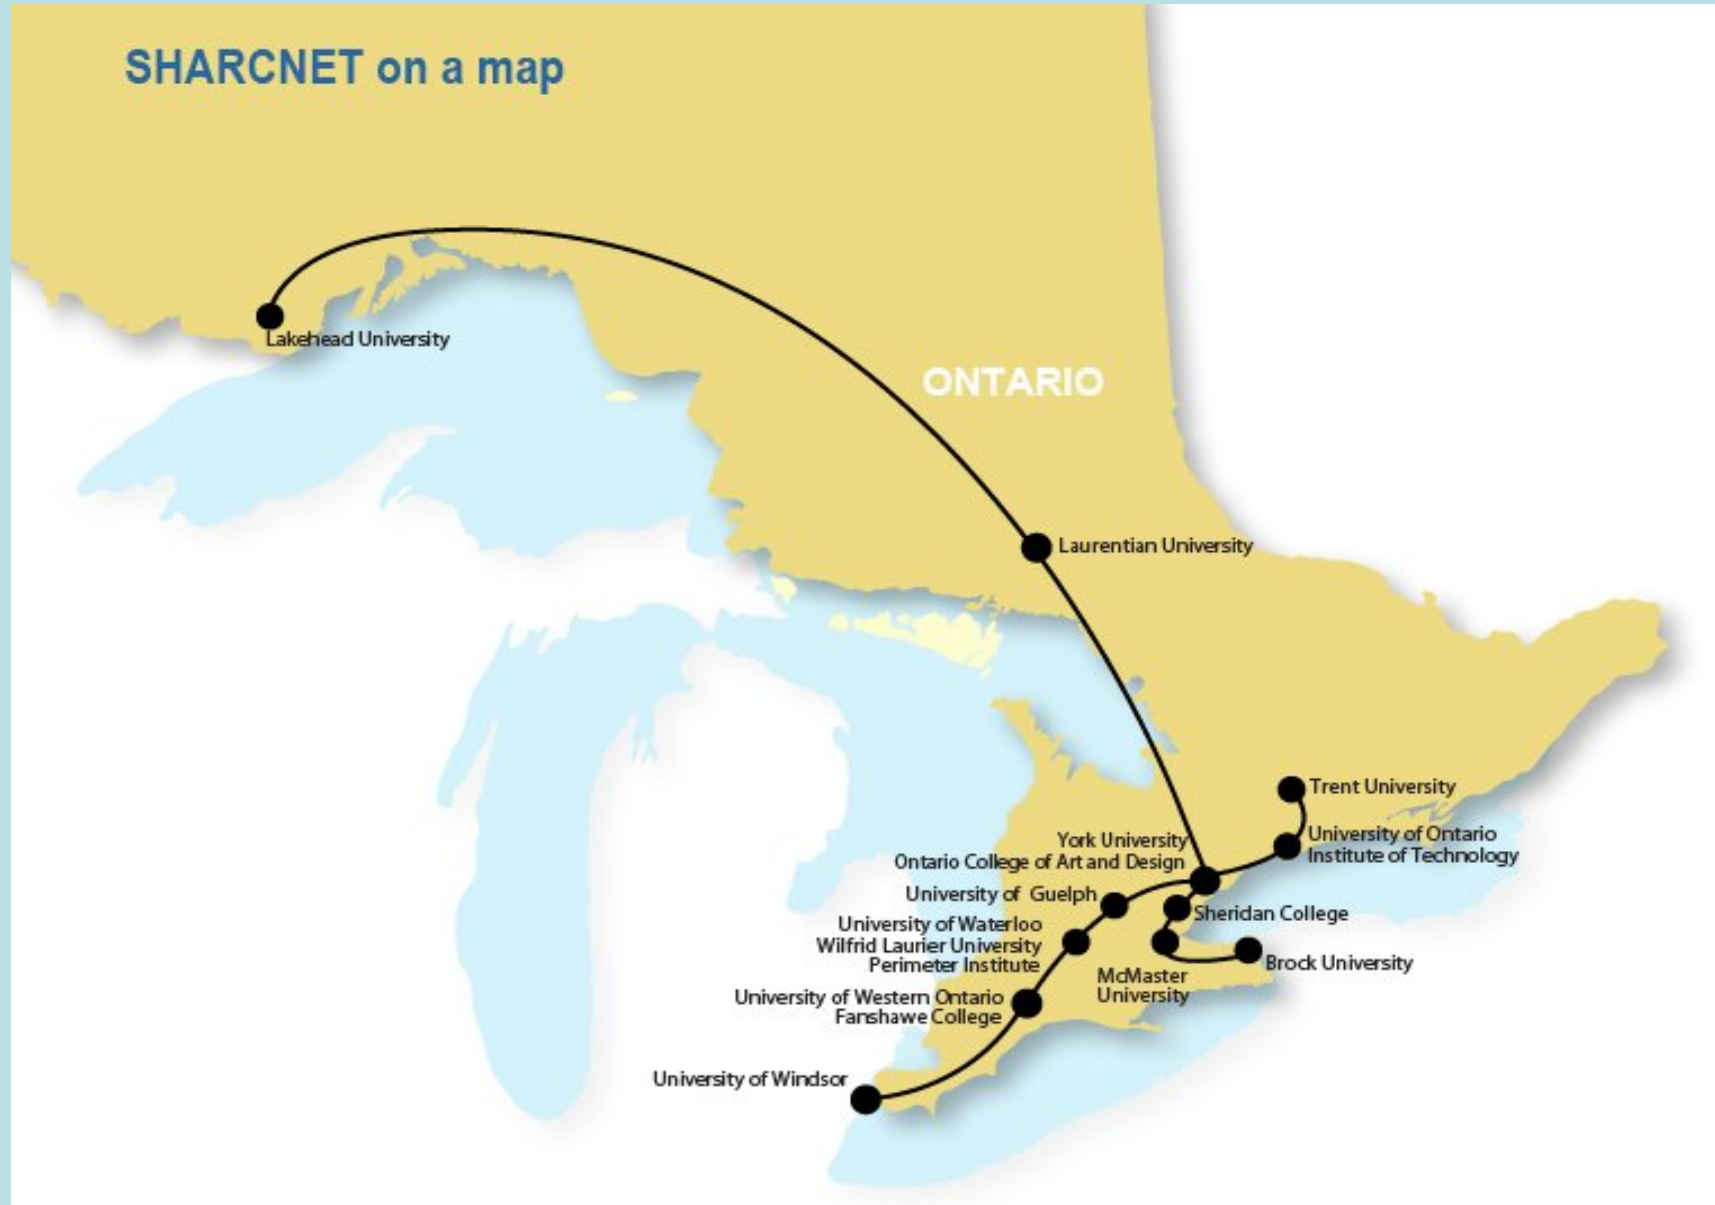 SHARCNET on a map
Lakehead University
ONTARIO
Laurentian University
Trent University
University of Ontario
Institute of Technology
York University
Ontario College of Art and Design
University of Guelph
Sheridan College
University of Waterloo
Wilfrid Laurier University
Perimeter Institute
McMaster
University
Brock University
University of Western Ontario
Fanshawe College
University of Windsor